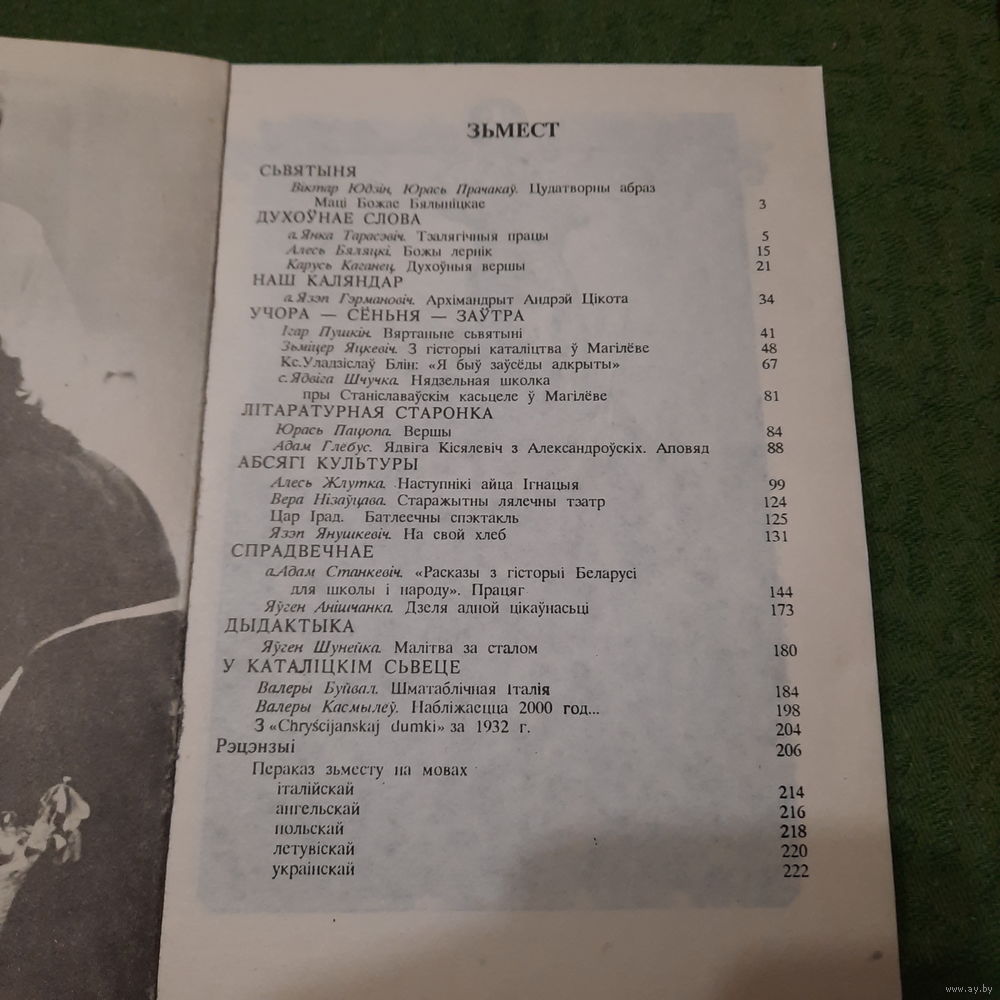 ЗЬМЕСТ
СЬВЯТЫНЯ
Віктар Юдзін, Юрась Прачакаў. Цудатворны абраз
Маці Божае Бялыніцкае 3
ДУХОЎНАЕ СЛОВА
а.Янка Тарасэвіч. Тэалягічныя працы 5
Алесь Бяляцкі. Божы лернік 15
Карусь Каганец. Духоўныя вершы 21
НАШ КАЛЯНДАР
а.Язэп Гэрмановіч. Архімандрыт Андрэй Цікота 34
УЧОРА — СЁНЬНЯ — ЗАЎТРА
Ігар Пушкін. Вяртаньне сьвятыні 41
Зьміцер Яцкевіч. З гісторыі каталіцтва ў Магілёве 48
Кс.Уладзіслаў Блін: «Я быў заўсёды адкрыты» 67
с.Ядвіга Шчучка. Нядзельная школка
пры Станіславаўскім касьцеле ў Магілёве 81
ЛІТАРАТУРНАЯ СТАРОНКА
Юрась Пацюпа. Вершы 84
Адам Глебус. Ядвіга Кісялевіч з Александроўскіх. Аповяд 88
АБСЯГІ КУЛЬТУРЫ
Алесь Жлутка. Наступнікі айца Ігнацыя 99
Вера Нізаўцава. Старажытны лялечны тэатр 124
Цар Ірад. Батлеечны спэктакль 125
Язэп Янушкевіч. На свой хлеб 131
СПРАДВЕЧНАЕ
а.Адам Станкевіч. «Расказы з гісторыі Беларусі
для школы і народу». Працяг 144
Яўген Анішчанка. Дзеля адной цікаўнасьці 173
ДЫДАКТЫКА
Яўген Шунейка. Малітва за сталом 180
У КАТАЛІЦКІМ СЬВЕЦЕ
Валеры Буйвал. Шматаблічная Італія 184
Валеры Касмылеў. Набліжаецца 2000 год... 198
З «Chryścijanskaj dumki» за 1932 г. 204
Рэцэнзыі 206
Пераказ зьместу на мовах
італійскай 214
ангельскай 216
польскай 218
летувіскай 220
украінскай 222
www.ay.by